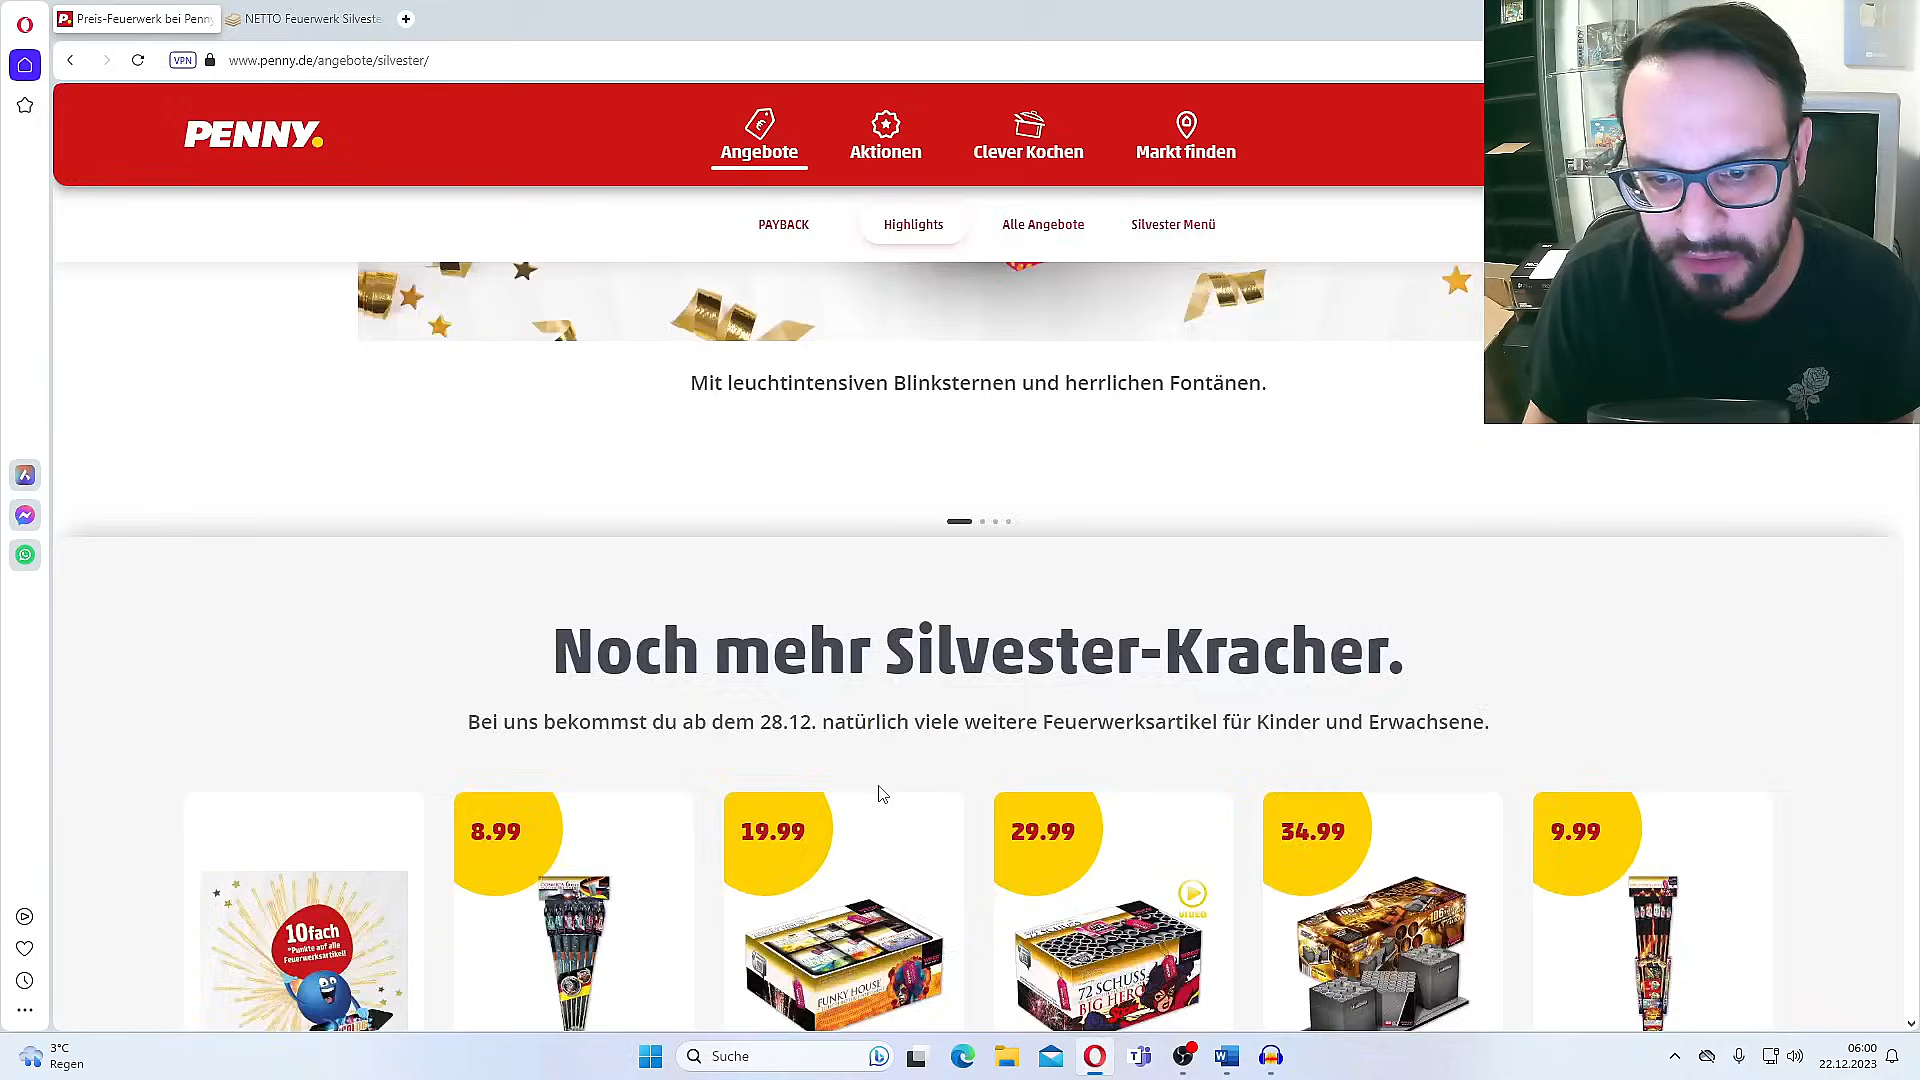 Preis-Feuerwerk bei Penny
NETTO Feuerwerk Silveste
VPN
www.penny.de/angebote/silvester/
PENNY.
Angebote
Aktionen
Clever Kochen
Markt finden
PAYBACK
Highlights
Alle Angebote
Silvester Menü
Mit leuchtintensiven Blinksternen und herrlichen Fontänen.
Noch mehr Silvester-Kracher.
Bei uns bekommst du ab dem 28.12. natürlich viele weitere Feuerwerksartikel für Kinder und Erwachsene.
8.99
19.99
29.99
34.99
9.99
10fach
*Punkte auf alle
Feuerwerksartikel!
FUNKY HOUSE
VIDEO
72 SCHUSS
BIG HERO
3°C
Regen
Suche
06:00
22.12.2023